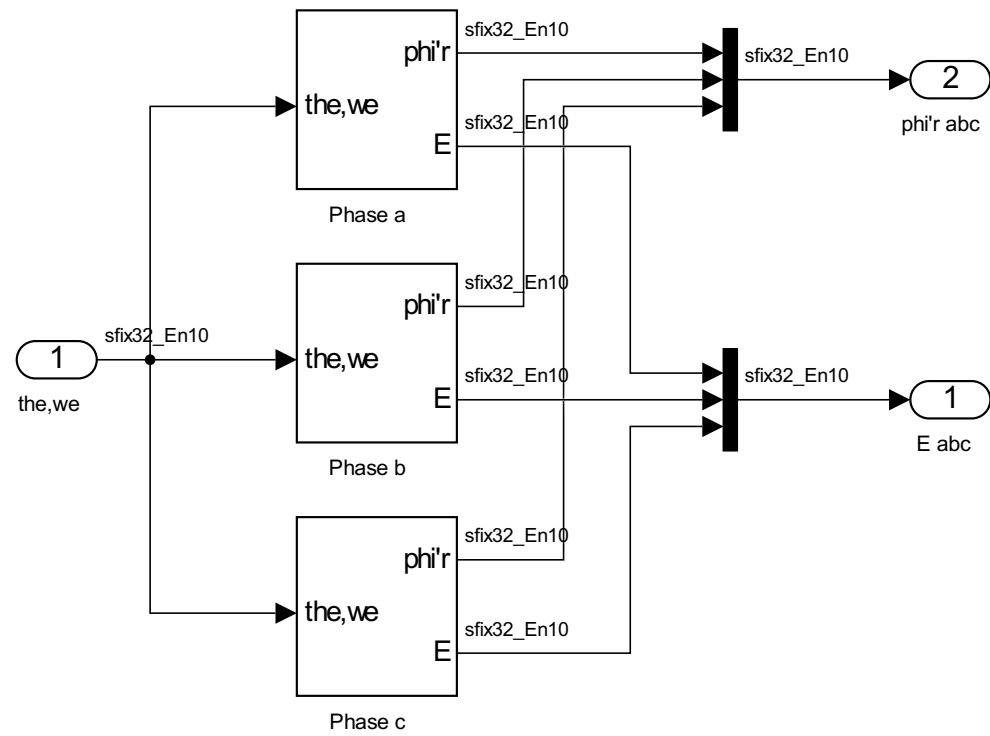 sfix32_En10
phi'r
the,we
sfix32_En10
E
Phase a
sfix32_En10
2
phi'r abc
sfix32_En10
phi'r
the,we
sfix32_En10
E
Phase b
sfix32_En10
1
the,we
sfix32_En10
1
E abc
sfix32_En10
phi'r
the,we
sfix32_En10
E
Phase c